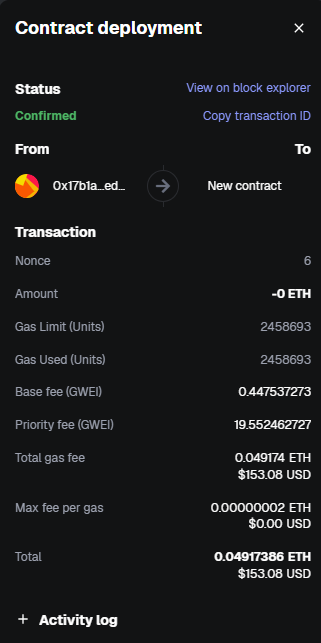 Contract deployment
Status View on block explorer
Confirmed Copy transaction ID
From To
0x17b1a...ed... New contract
Transaction
Nonce 6
Amount -0 ETH
Gas Limit (Units) 2458693
Gas Used (Units) 2458693
Base fee (GWEI) 0.447537273
Priority fee (GWEI) 19.552462727
Total gas fee 0.049174 ETH
$153.08 USD
Max fee per gas 0.00000002 ETH
$0.00 USD
Total 0.04917386 ETH
$153.08 USD
+ Activity log